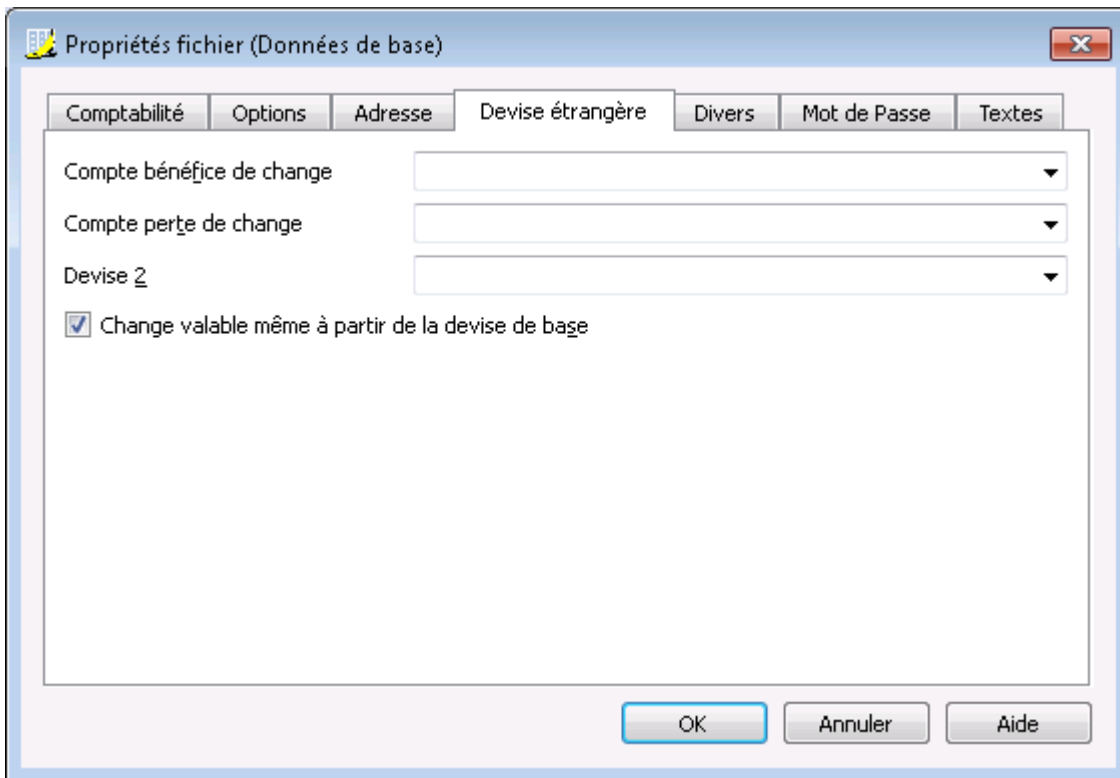 Propriétés fichier (Données de base)
Comptabilité Options Adresse Devise étrangère Divers Mot de Passe Textes
Compte bénéfice de change
Compte perte de change
Devise 2
Change valable même à partir de la devise de base
OK Annuler Aide